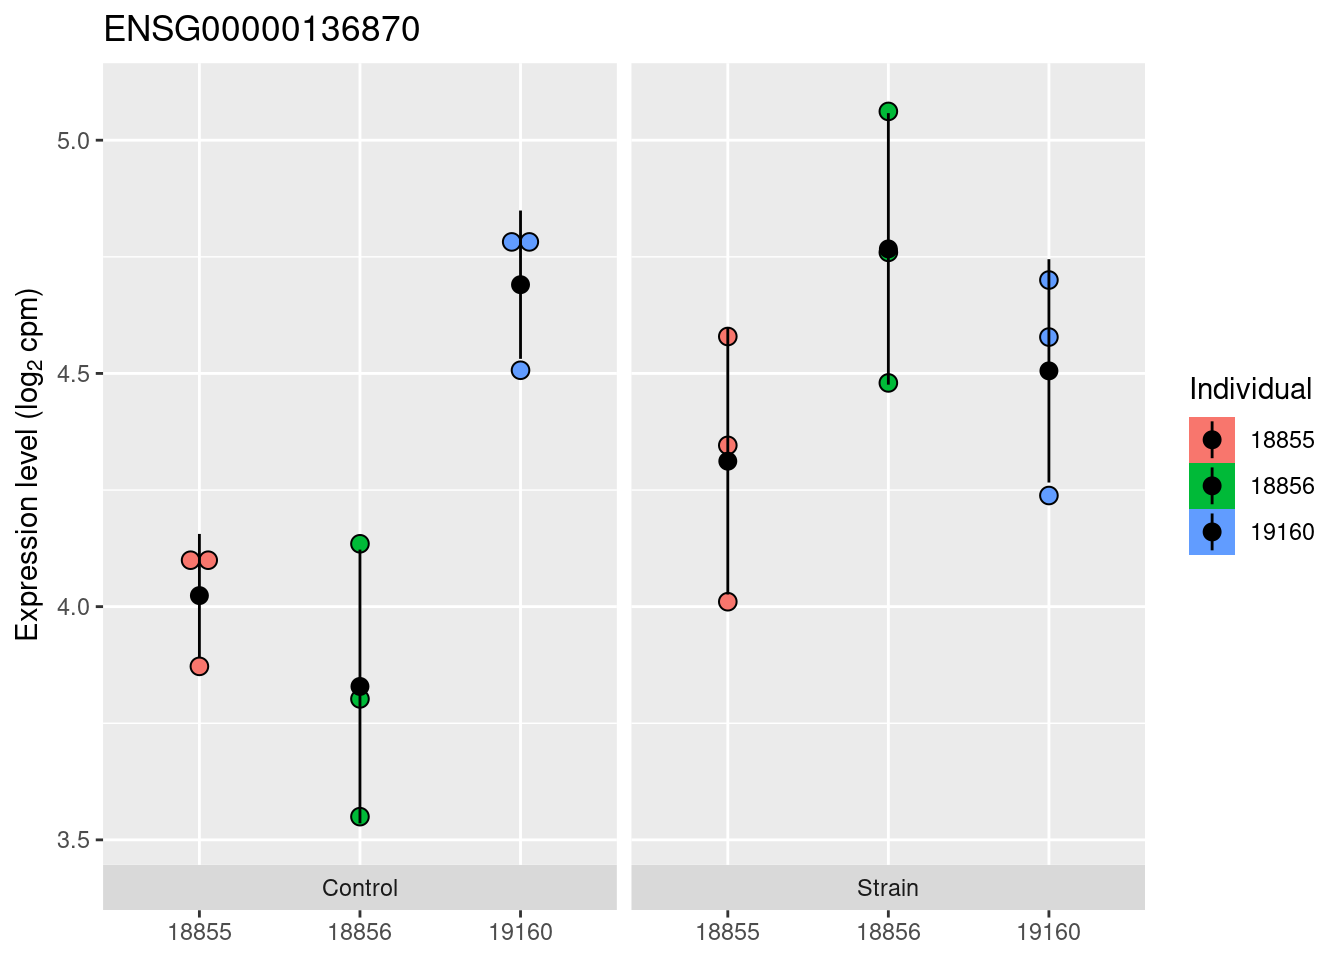 ENSG00000136870
Expression level (log2 cpm)
5.0
4.5
4.0
3.5
Control
Strain
18855
18856
19160
18855
18856
19160
Individual
18855
18856
19160